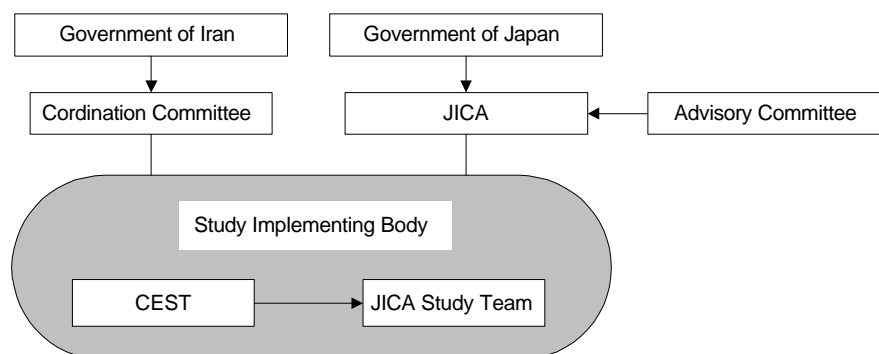 Government of Iran
Government of Japan
Cordination Committee
JICA
Advisory Committee
Study Implementing Body
CEST
JICA Study Team